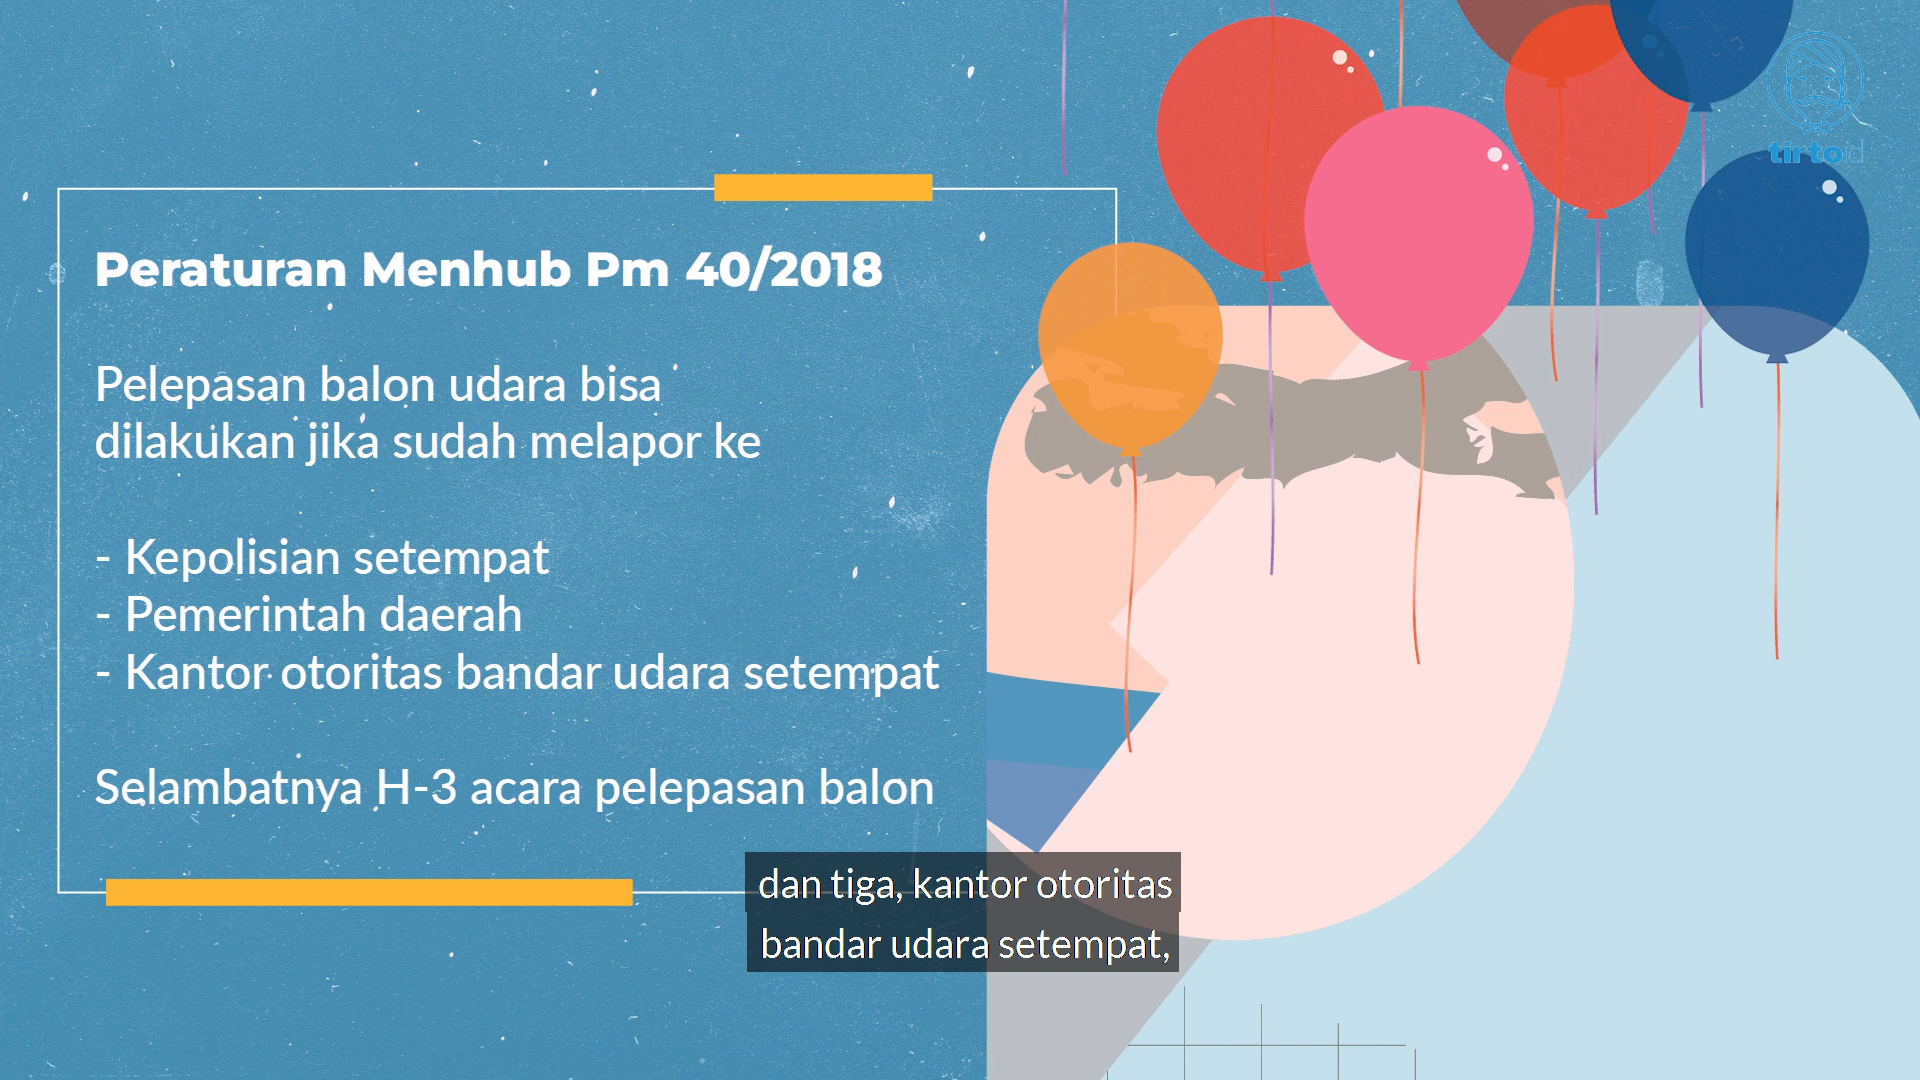 tirto.id
Peraturan Menhub Pm 40/2018
Pelepasan balon udara bisa
dilakukan jika sudah melapor ke
- Kepolisian setempat
- Pemerintah daerah
- Kantor otoritas bandar udara setempat
Selambatnya H-3 acara pelepasan balon
dan tiga, kantor otoritas
bandar udara setempat,